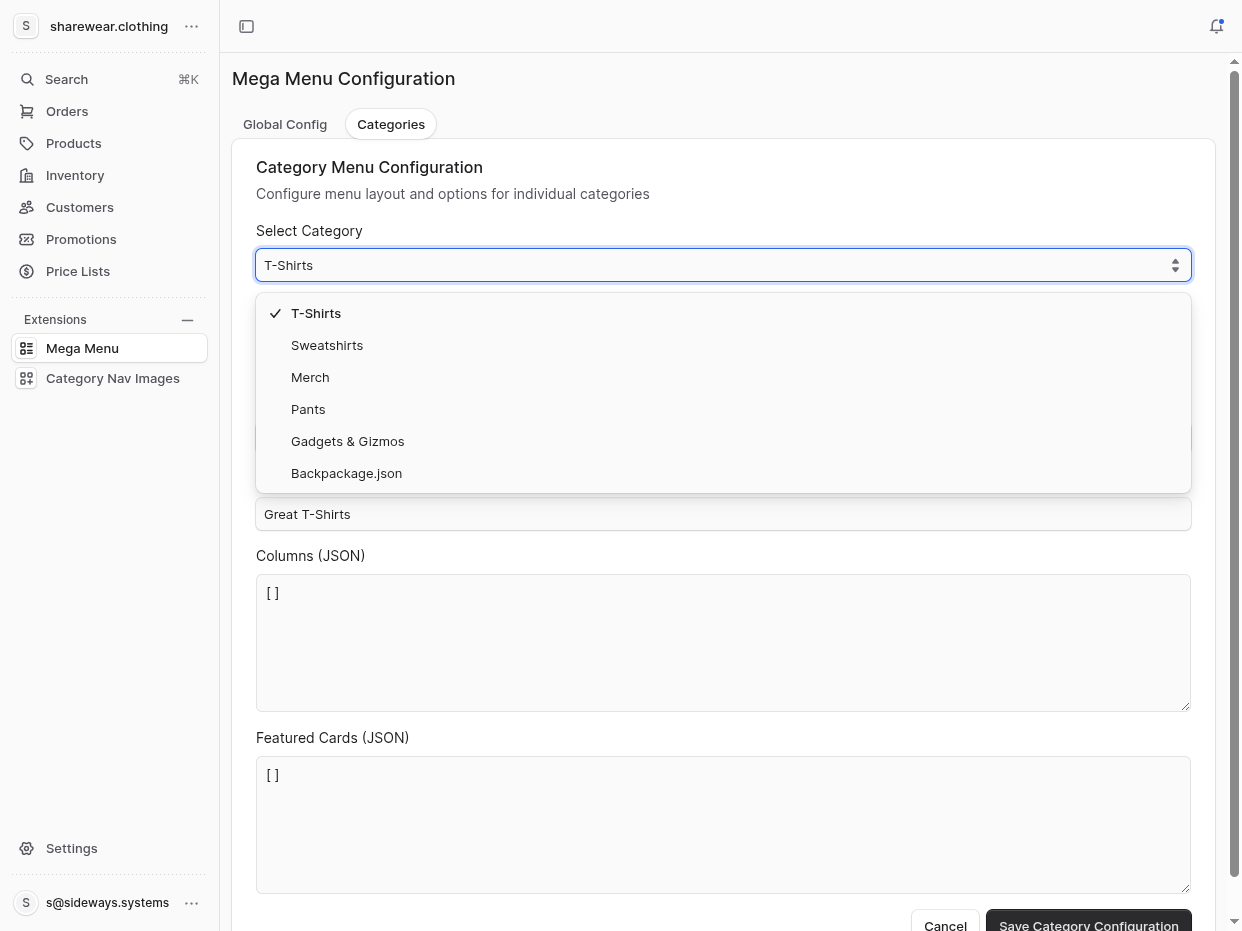 S sharewear.clothing
Search ⌘K
Orders
Products
Inventory
Customers
Promotions
Price Lists
Extensions
Mega Menu
Category Nav Images
Settings
S s@sideways.systems
Mega Menu Configuration
Global Config Categories
Category Menu Configuration
Configure menu layout and options for individual categories
Select Category
T-Shirts
T-Shirts
Sweatshirts
Merch
Pants
Gadgets & Gizmos
Backpackage.json
Great T-Shirts
Columns (JSON)
[ ]
Featured Cards (JSON)
[ ]
Cancel Save Category Configuration